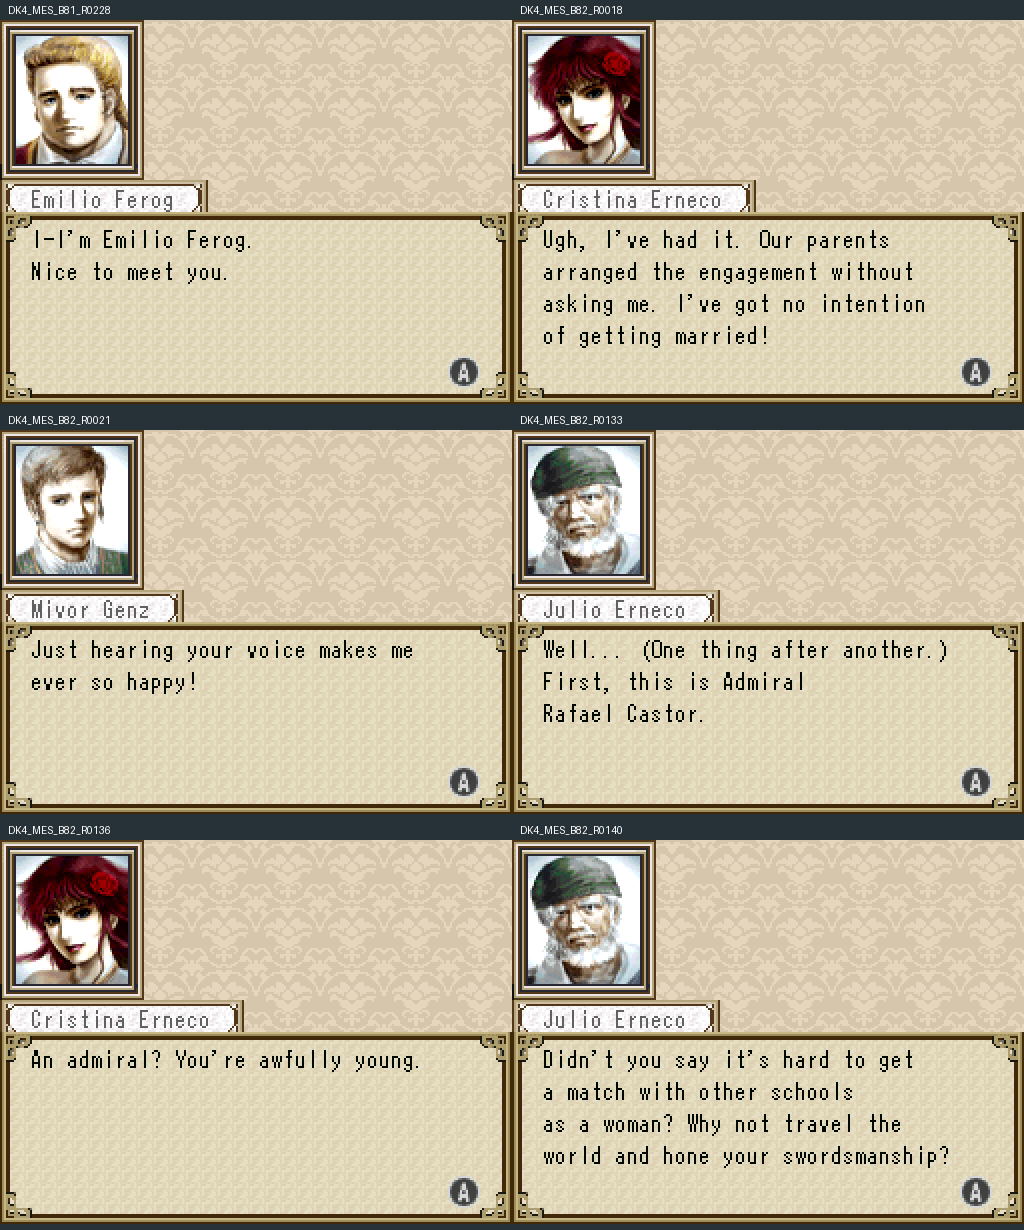 DK4_MES_B81_R0228
Emilio Ferog
I-I'm Emilio Ferog.
Nice to meet you.
A
DK4_MES_B82_R0018
Cristina Erneco
Ugh, I've had it. Our parents
arranged the engagement without
asking me. I've got no intention
of getting married!
A
DK4_MES_B82_R0021
Mivor Genz
Just hearing your voice makes me
ever so happy!
A
DK4_MES_B82_R0133
Julio Erneco
Well... (One thing after another.)
First, this is Admiral
Rafael Castor.
A
DK4_MES_B82_R0136
Cristina Erneco
An admiral? You're awfully young.
A
DK4_MES_B82_R0140
Julio Erneco
Didn't you say it's hard to get
a match with other schools
as a woman? Why not travel the
world and hone your swordsmanship?
A